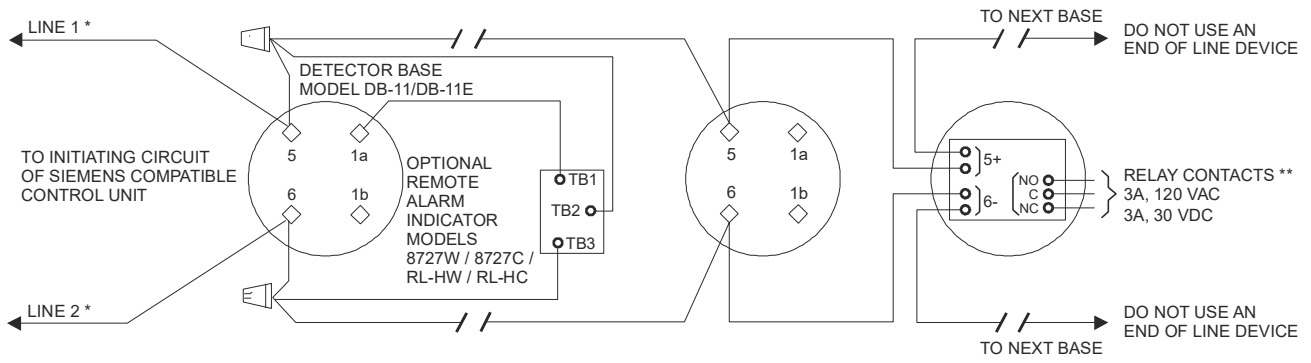 TO NEXT BASE
DO NOT USE AN
END OF LINE DEVICE
LINE 1 *
DETECTOR BASE
MODEL DB-11/DB-11E
TO INITIATING CIRCUIT
OF SIEMENS COMPATIBLE
CONTROL UNIT
5
1a
6
1b
OPTIONAL
REMOTE
ALARM
INDICATOR
MODELS
8727W / 8727C /
RL-HW / RL-HC
TB1
TB2
TB3
5
1a
6
1b
5+
6-
NO
C
NC
RELAY CONTACTS **
3A, 120 VAC
3A, 30 VDC
LINE 2 *
DO NOT USE AN
END OF LINE DEVICE
TO NEXT BASE